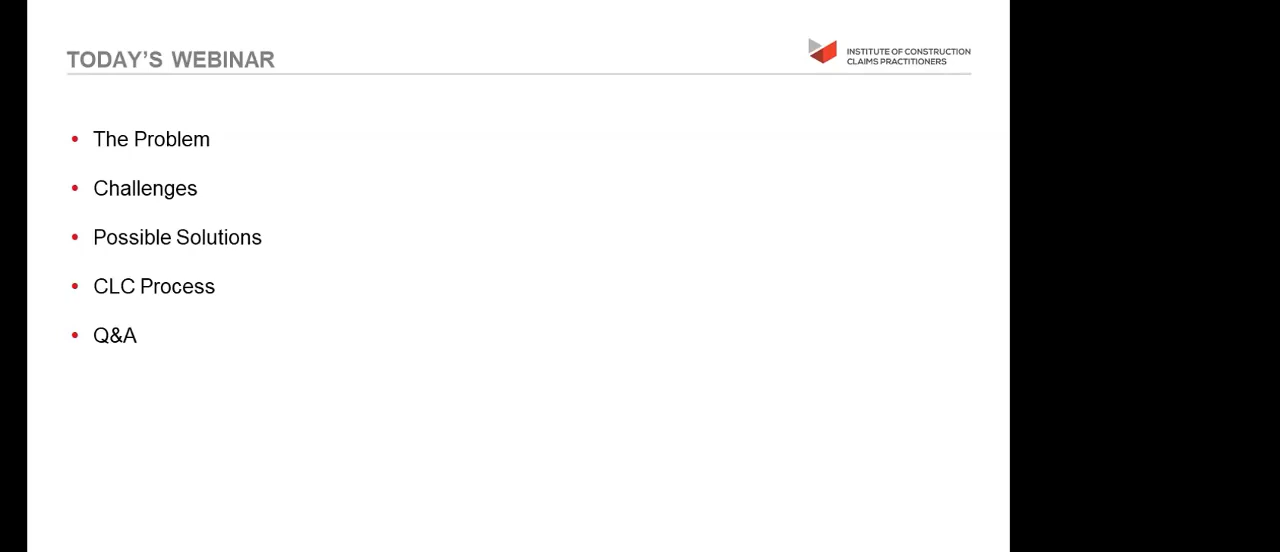 TODAY’S WEBINAR
INSTITUTE OF CONSTRUCTION
CLAIMS PRACTITIONERS
• The Problem
• Challenges
• Possible Solutions
• CLC Process
• Q&A